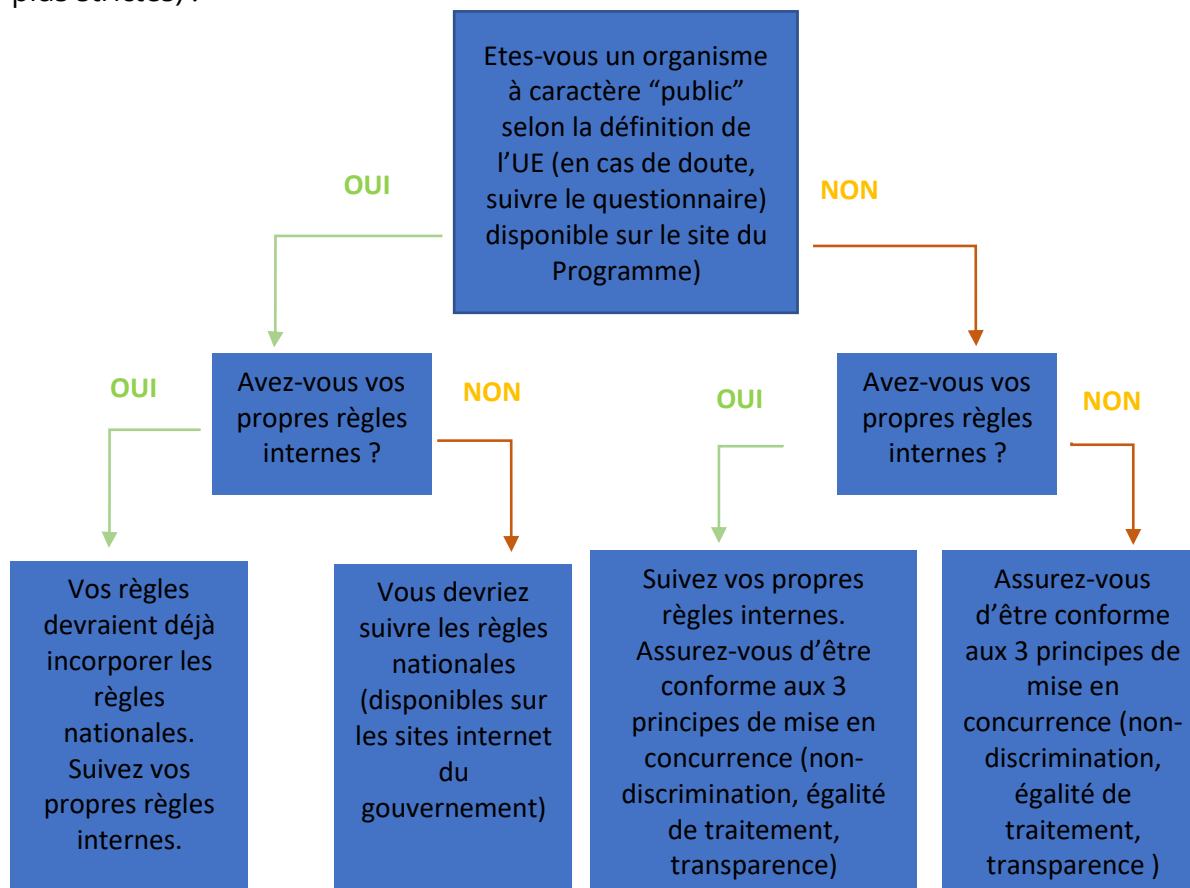 plus strictes) :
Etes-vous un organisme
à caractère “public”
selon la définition de
l’UE (en cas de doute,
suivre le questionnaire)
disponible sur le site du
Programme)
OUI
NON
Avez-vous vos
propres règles
internes ?
OUI
NON
Avez-vous vos
propres règles
internes ?
OUI
NON
Vos règles
devraient déjà
incorporer les
règles
nationales.
Suivez vos
propres règles
internes.
Vous devriez
suivre les règles
nationales
(disponibles sur
les sites internet
du
gouvernement)
Suivez vos propres
règles internes.
Assurez-vous d’être
conforme aux 3
principes de mise en
concurrence (non-
discrimination, égalité
de traitement,
transparence)
Assurez-vous
d’être conforme
aux 3 principes de
mise en
concurrence (non-
discrimination,
égalité de
traitement,
transparence )